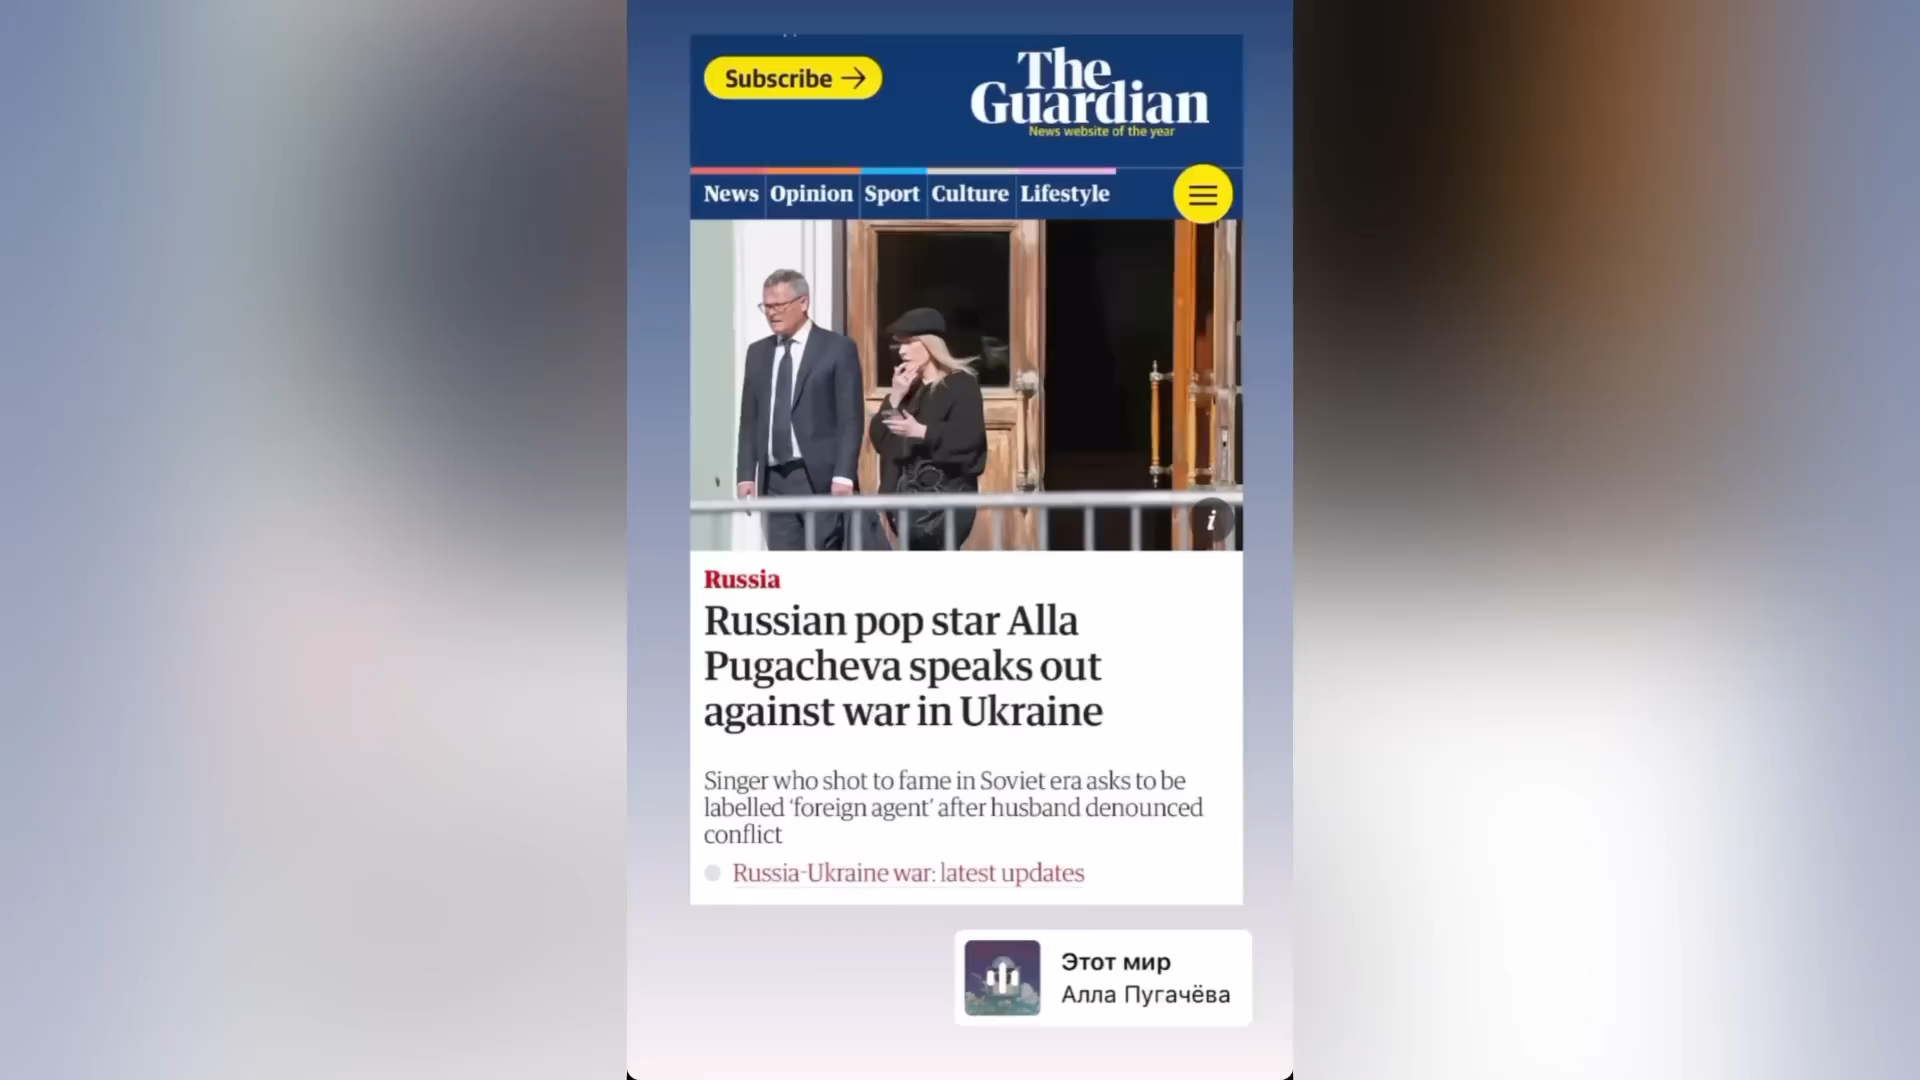 Subscribe →
The
Guardian
News website of the year
News Opinion Sport Culture Lifestyle
i
Russia
Russian pop star Alla
Pugacheva speaks out
against war in Ukraine
Singer who shot to fame in Soviet era asks to be
labelled ‘foreign agent’ after husband denounced
conflict
Russia-Ukraine war: latest updates
Этот мир
Алла Пугачёва